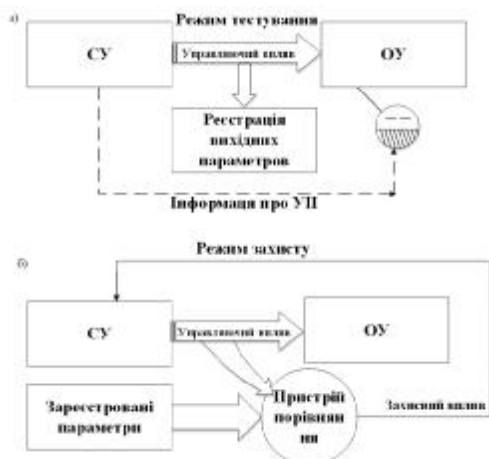 а)
Режим тестування
СУ
Управляючий вплив
ОУ
Реєстрація
вихідних
параметров
Інформація про УП
б)
Режим захисту
СУ
Управляючий вплив
ОУ
Зареєстровані
параметри
Пристрій
порівнян
ня
Захисний вплив